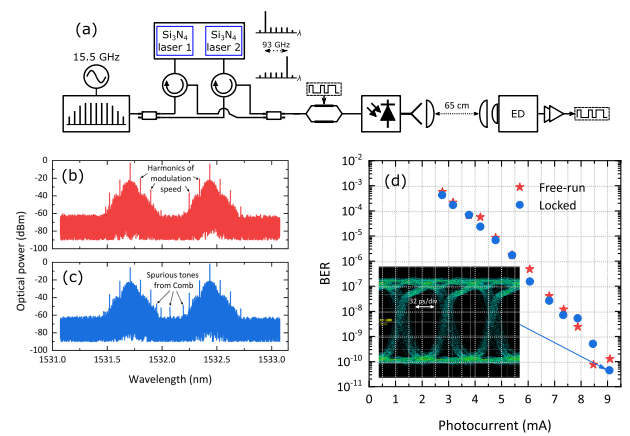 (a)
Si₃N₄
laser 1
Si₃N₄
laser 2
λ
93 GHz
λ
15.5 GHz
65 cm
ED
(b)
Harmonics of
modulation
speed
0
-20
-40
-60
-80
-100
Optical power (dBm)
(c)
Spurious tones
from Comb
0
-20
-40
-60
-80
-100
1531.0
1531.5
1532.0
1532.5
1533.0
Wavelength (nm)
(d)
Free-run
Locked
10⁻²
10⁻³
10⁻⁴
10⁻⁵
10⁻⁶
10⁻⁷
10⁻⁸
10⁻⁹
10⁻¹⁰
10⁻¹¹
BER
32 ps/div
0
1
2
3
4
5
6
7
8
9
10
Photocurrent (mA)